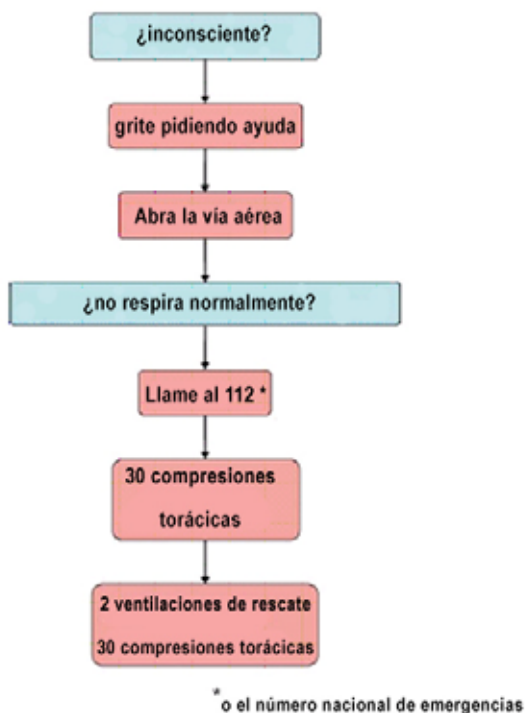 ¿inconsciente?
grite pidiendo ayuda
Abra la vía aérea
¿no respira normalmente?
Llame al 112 *
30 compresiones
torácicas
2 ventilaciones de rescate
30 compresiones torácicas
*o el número nacional de emergencias